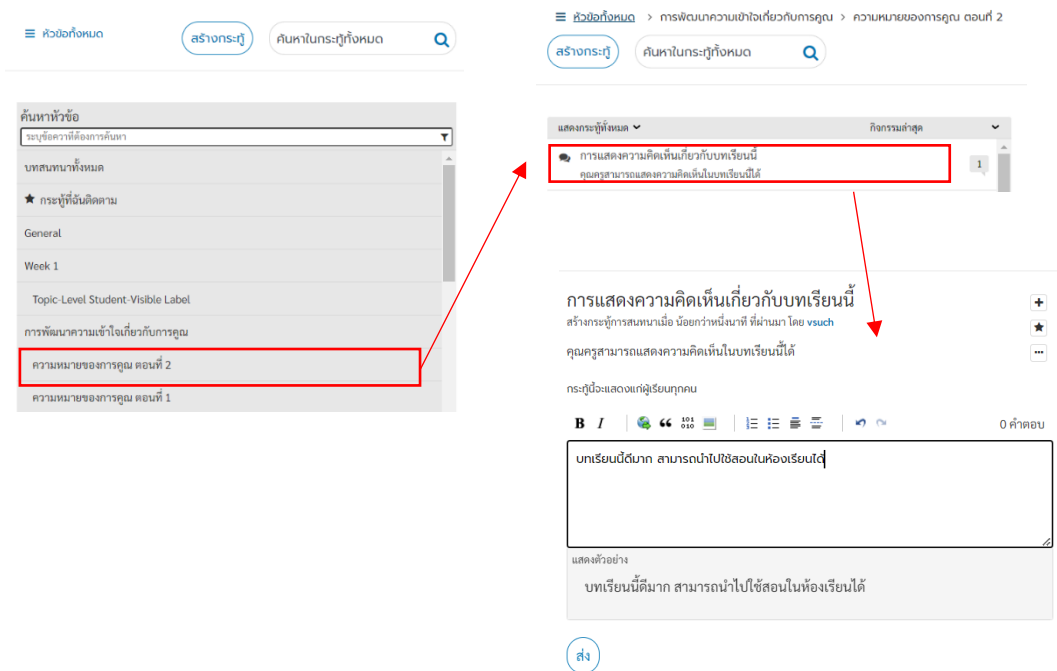 หัวข้อทั้งหมด
สร้างกระทู้
ค้นหาในกระทู้ทั้งหมด
ค้นหาหัวข้อ
ระบุข้อควาที่ต้องการค้นหา
บทสนทนาทั้งหมด
★ กระทู้ที่ฉันติดตาม
General
Week 1
Topic-Level Student-Visible Label
การพัฒนาความเข้าใจเกี่ยวกับการคูณ
ความหมายของการคูณ ตอนที่ 2
ความหมายของการคูณ ตอนที่ 1
หัวข้อทั้งหมด > การพัฒนาความเข้าใจเกี่ยวกับการคูณ > ความหมายของการคูณ ตอนที่ 2
สร้างกระทู้
ค้นหาในกระทู้ทั้งหมด
แสดงกระทู้ทั้งหมด
กิจกรรมล่าสุด
การแสดงความคิดเห็นเกี่ยวกับบทเรียนนี้
1
คุณครูสามารถแสดงความคิดเห็นในบทเรียนนี้ได้
การแสดงความคิดเห็นเกี่ยวกับบทเรียนนี้
สร้างกระทู้การสนทนาเมื่อ น้อยกว่าหนึ่งนาที ที่ผ่านมา โดย vsuch
คุณครูสามารถแสดงความคิดเห็นในบทเรียนนี้ได้
กระทู้นี้จะแสดงแก่ผู้เรียนทุกคน
B I
101
010
0 คำตอบ
บทเรียนนี้ดีมาก สามารถนำไปใช้สอนในห้องเรียนได้
แสดงตัวอย่าง
บทเรียนนี้ดีมาก สามารถนำไปใช้สอนในห้องเรียนได้
ส่ง